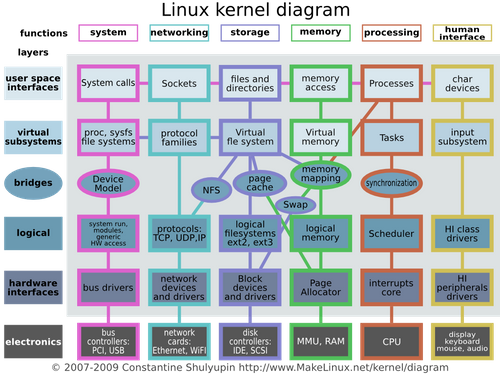 Linux kernel diagram
functions
system
networking
storage
memory
processing
human
interface
layers
user space
interfaces
System calls
Sockets
files and
directories
memory
access
Processes
char
devices
virtual
subsystems
proc, sysfs
file systems
protocol
families
Virtual
fle system
Virtual
memory
Tasks
input
subsystem
bridges
Device
Model
NFS
page
cache
Swap
memory
mapping
synchronization
logical
system run,
modules,
generic
HW access
protocols:
TCP, UDP,IP
logical
filesystems
ext2, ext3
logical
memory
Scheduler
HI class
drivers
hardware
interfaces
bus drivers
network
devices
and drivers
Block
devices
and drivers
Page
Allocator
interrupts
core
HI
peripherals
drivers
electronics
bus
controllers:
PCI, USB
network
cards:
Ethernet, WiFI
disk
controllers:
IDE, SCSI
MMU, RAM
CPU
display
keyboard
mouse, audio
© 2007-2009 Constantine Shulyupin http://www.MakeLinux.net/kernel/diagram